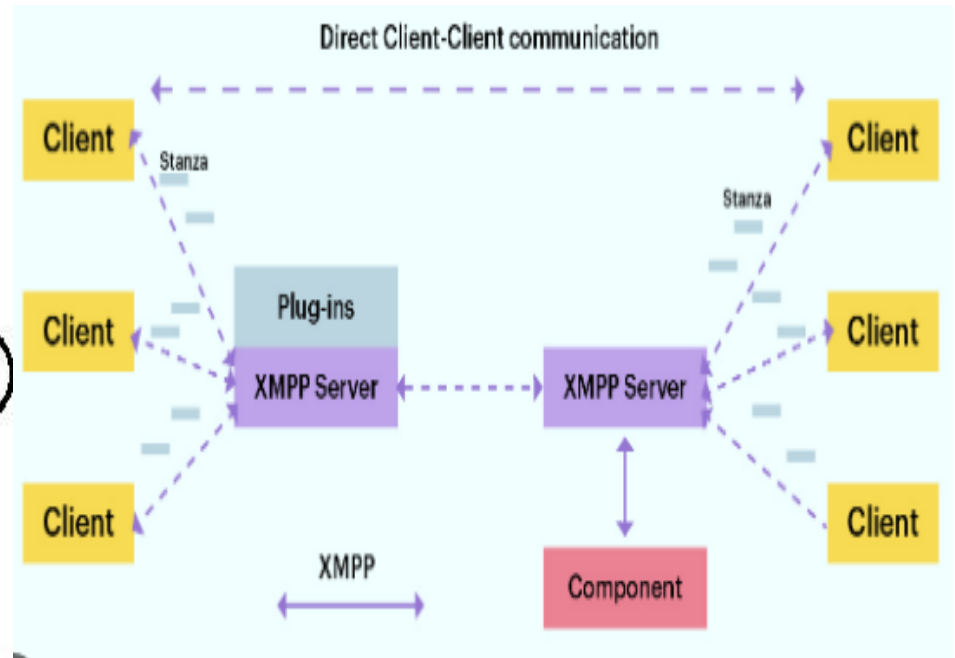 Direct Client-Client communication
Client
Client
Stanza
Stanza
Plug-ins
Client
Client
XMPP Server
XMPP Server
Client
Client
XMPP
Component